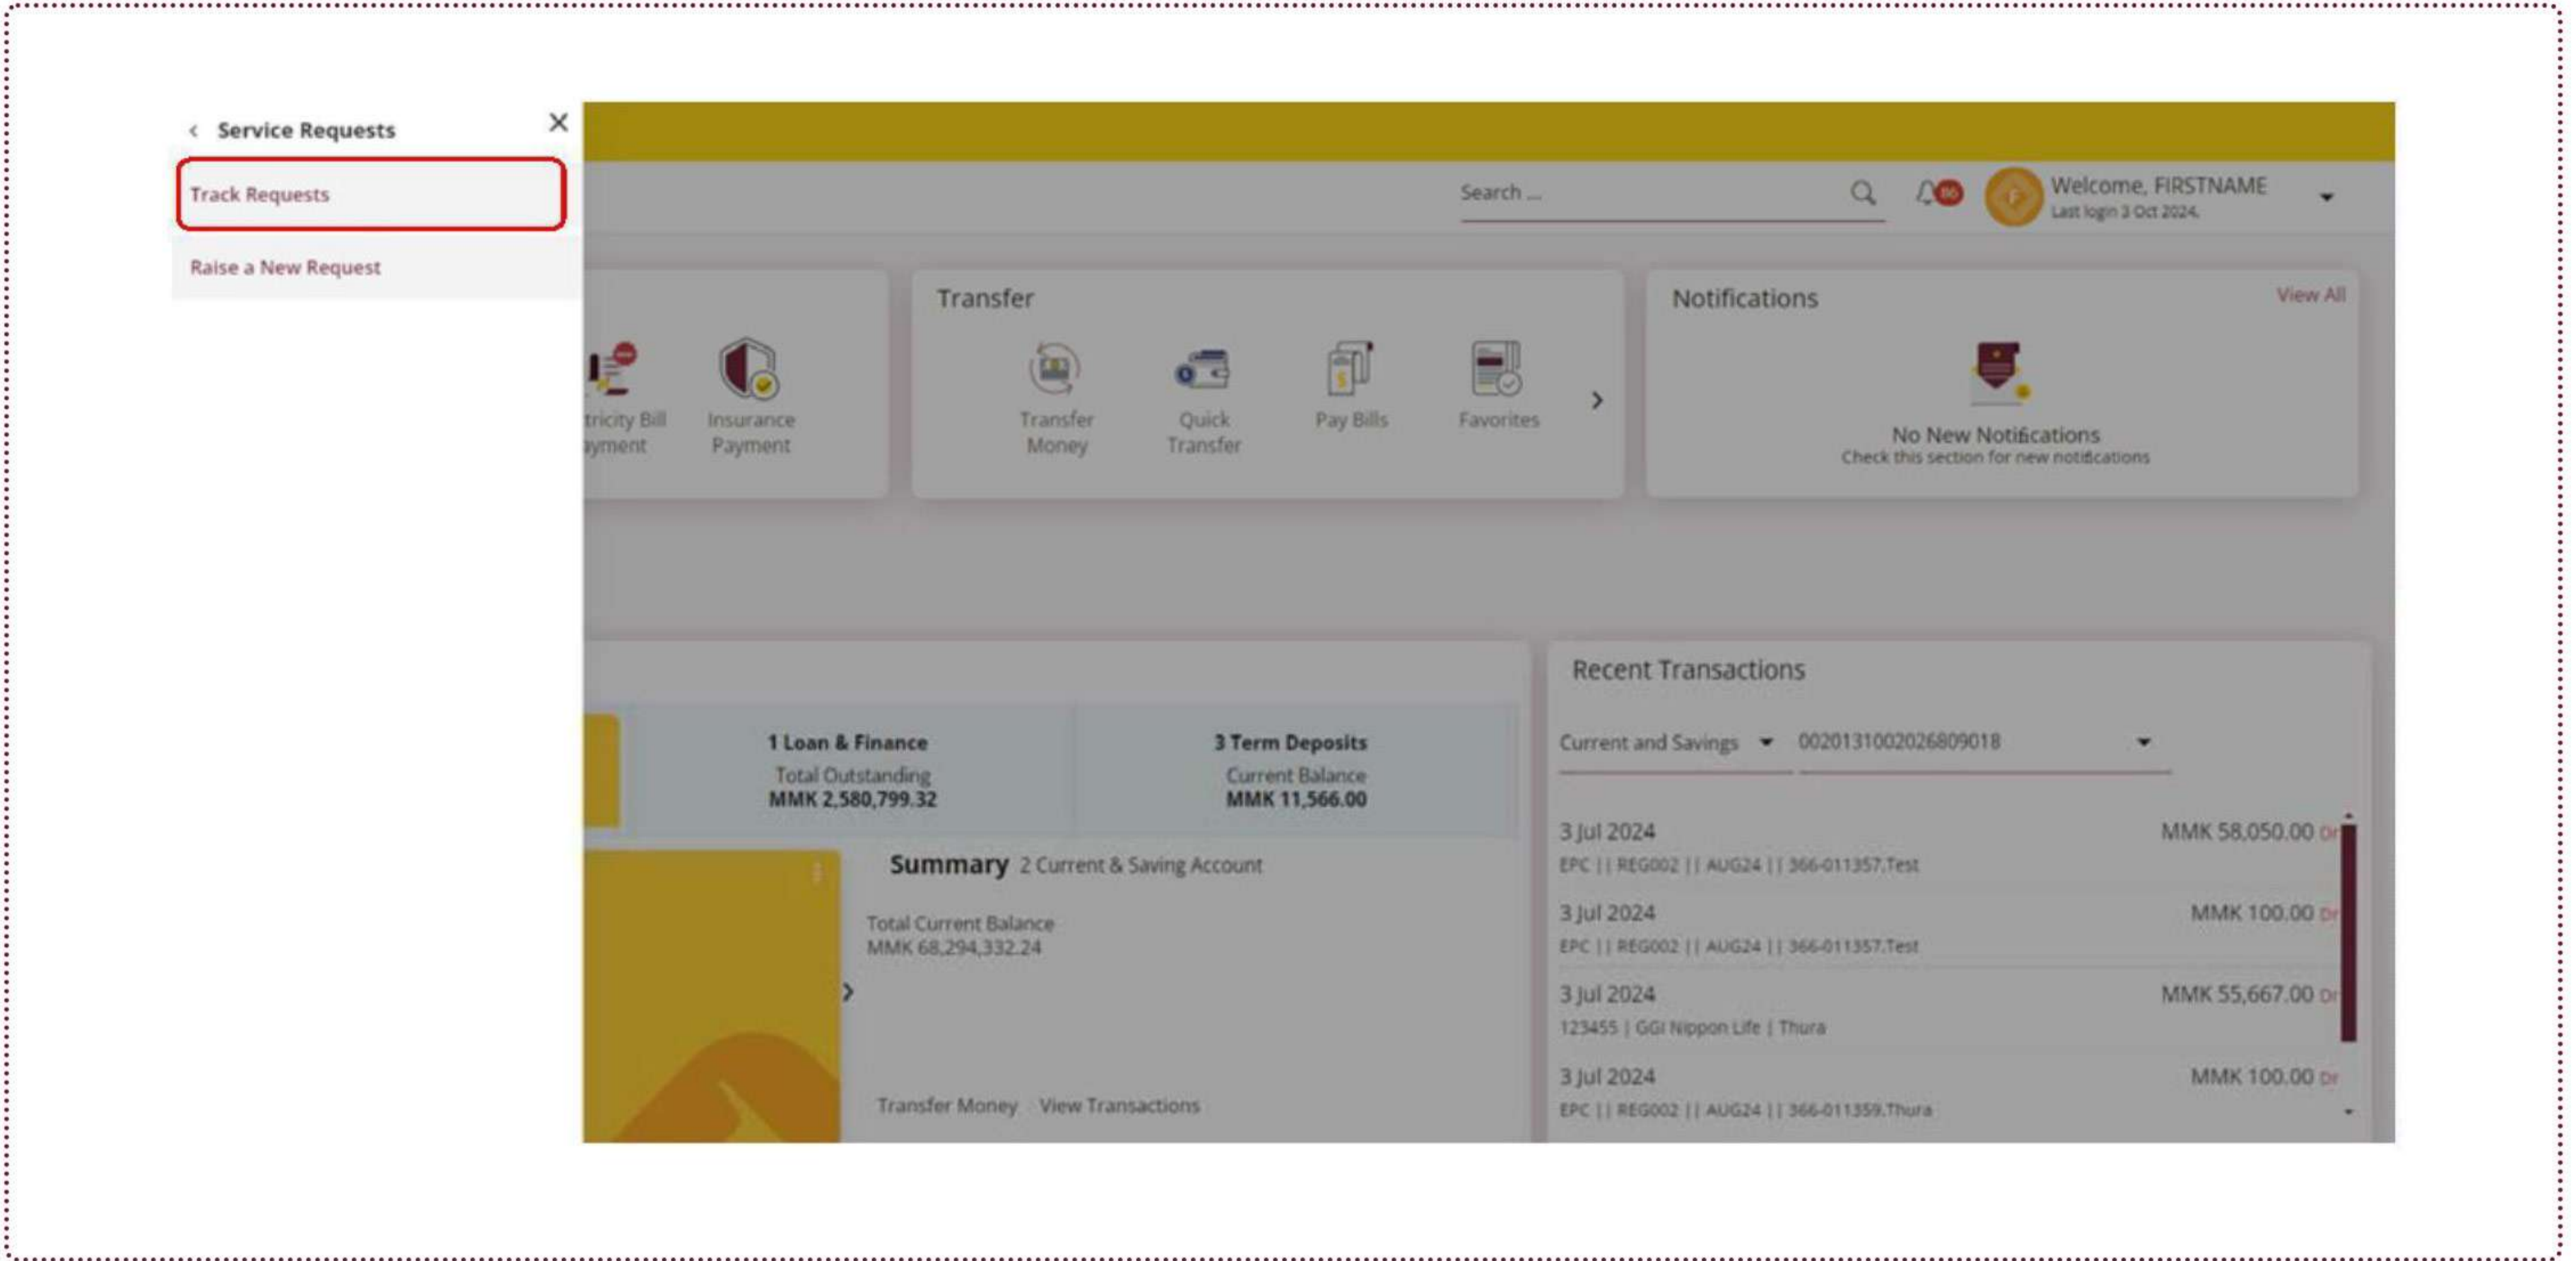 Service Requests
Track Requests
Raise a New Request
Search ...
86
F
Welcome, FIRSTNAME
Last login 3 Oct 2024,
tricity Bill
ayment
Insurance
Payment
Transfer
Transfer
Money
Quick
Transfer
Pay Bills
Favorites
Notifications
View All
No New Notifications
Check this section for new notifications
1 Loan & Finance
Total Outstanding
MMK 2,580,799.32
3 Term Deposits
Current Balance
MMK 11,566.00
Summary 2 Current & Saving Account
Total Current Balance
MMK 68,294,332.24
Transfer Money View Transactions
Recent Transactions
Current and Savings 0020131002026809018
3 Jul 2024 MMK 58,050.00 Dr
EPC || REG002 || AUG24 || 366-011357,Test
3 Jul 2024 MMK 100.00 Dr
EPC || REG002 || AUG24 || 366-011357,Test
3 Jul 2024 MMK 55,667.00 Dr
123455 | GGI Nippon Life | Thura
3 Jul 2024 MMK 100.00 Dr
EPC || REG002 || AUG24 || 366-011359,Thura